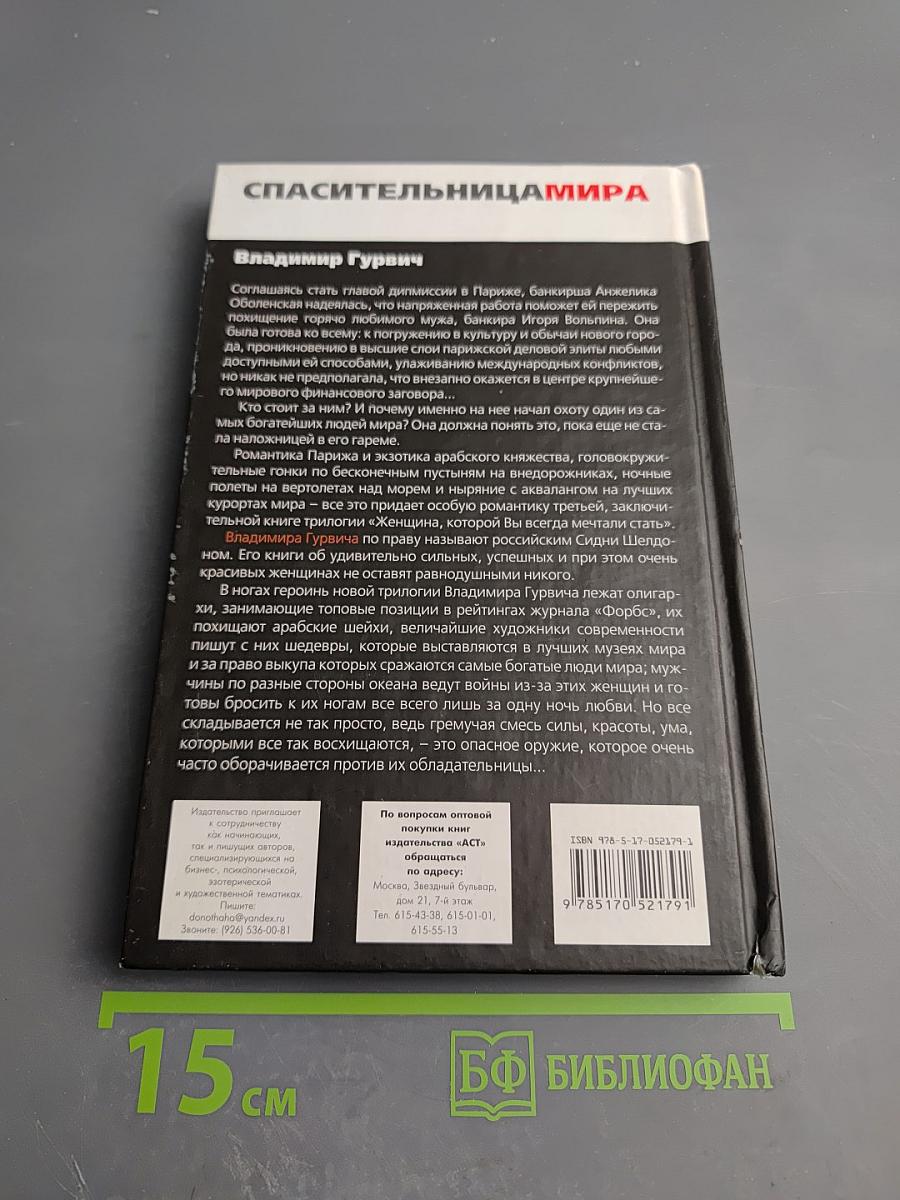 СПАСИТЕЛЬНИЦАМИРА
Владимир Гурвич
Соглашаясь стать главой дипмиссии в Париже, банкирша Анжелика
Оболенская надеялась, что напряженная работа поможет ей пережить
похищение горячо любимого мужа, банкира Игоря Вольпина. Она
была готова ко всему: к погружению в культуру и обычаи нового горо-
да, проникновению в высшие слои парижской деловой элиты любыми
доступными ей способами, улаживанию международных конфликтов,
но никак не предполагала, что внезапно окажется в центре крупнейше-
го мирового финансового заговора...
Кто стоит за ним? И почему именно на нее начал охоту один из са-
мых богатейших людей мира? Она должна понять это, пока еще не ста-
ла наложницей в его гареме.
Романтика Парижа и экзотика арабского княжества, головокружи-
тельные гонки по бесконечным пустыням на внедорожниках, ночные
полеты на вертолетах над морем и ныряние с аквалангом на лучших
курортах мира – все это придает особую романтику третьей, заключи-
тельной книге трилогии «Женщина, которой Вы всегда мечтали стать».
Владимира Гурвича по праву называют российским Сидни Шелдо-
ном. Его книги об удивительно сильных, успешных и при этом очень
красивых женщинах не оставят равнодушными никого.
В ногах героинь новой трилогии Владимира Гурвича лежат олигар-
хи, занимающие топовые позиции в рейтингах журнала «Форбс», их
похищают арабские шейхи, величайшие художники современности
пишут с них шедевры, которые выставляются в лучших музеях мира
и за право выкупа которых сражаются самые богатые люди мира; муж-
чины по разные стороны океана ведут войны из-за этих женщин и го-
товы бросить к их ногам все всего лишь за одну ночь любви. Но все
складывается не так просто, ведь гремучая смесь силы, красоты, ума,
которыми все так восхищаются, – это опасное оружие, которое очень
часто оборачивается против их обладательницы...
Издательство приглашает
к сотрудничеству
как начинающих,
так и пишущих авторов,
специализирующихся на
бизнес-, психологической,
эзотерической
и художественной тематиках.
Пишите:
donothaha@yandex.ru
Звоните: (926) 536-00-81
По вопросам оптовой
покупки книг
издательства «АСТ»
обращаться
по адресу:
Москва, Звездный бульвар,
дом 21, 7-й этаж
Тел. 615-43-38, 615-01-01,
615-55-13
ISBN 978-5-17-052179-1
9 785170 521791
15 см
БФ БИБЛИОФАН